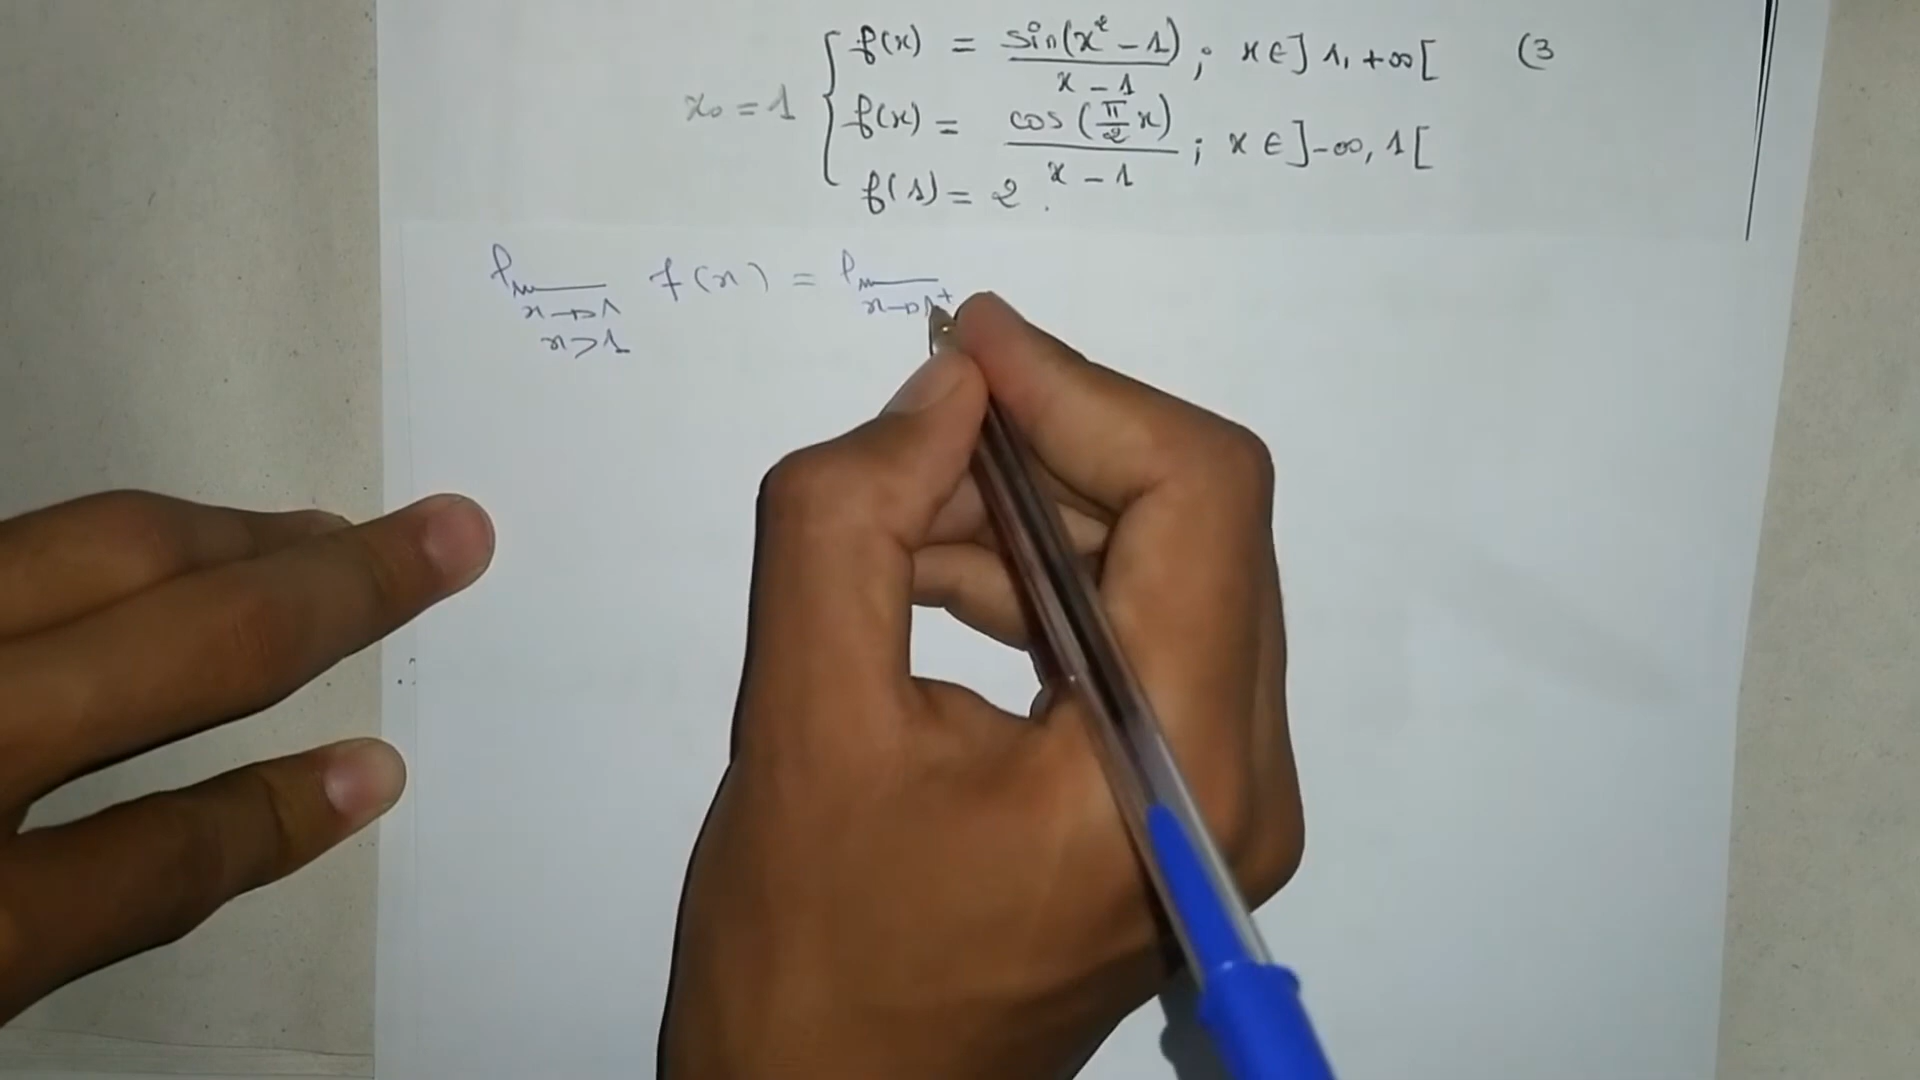 f(x) = sin(x² - 1) / x - 1 ; x ∈ ]1, +∞[ (3
x₀ = 1
f(x) = cos(π/2 x) / x - 1 ; x ∈ ]-∞, 1[
f(1) = 2.
lim f(x) = lim
x→1 x→1⁺
x>1